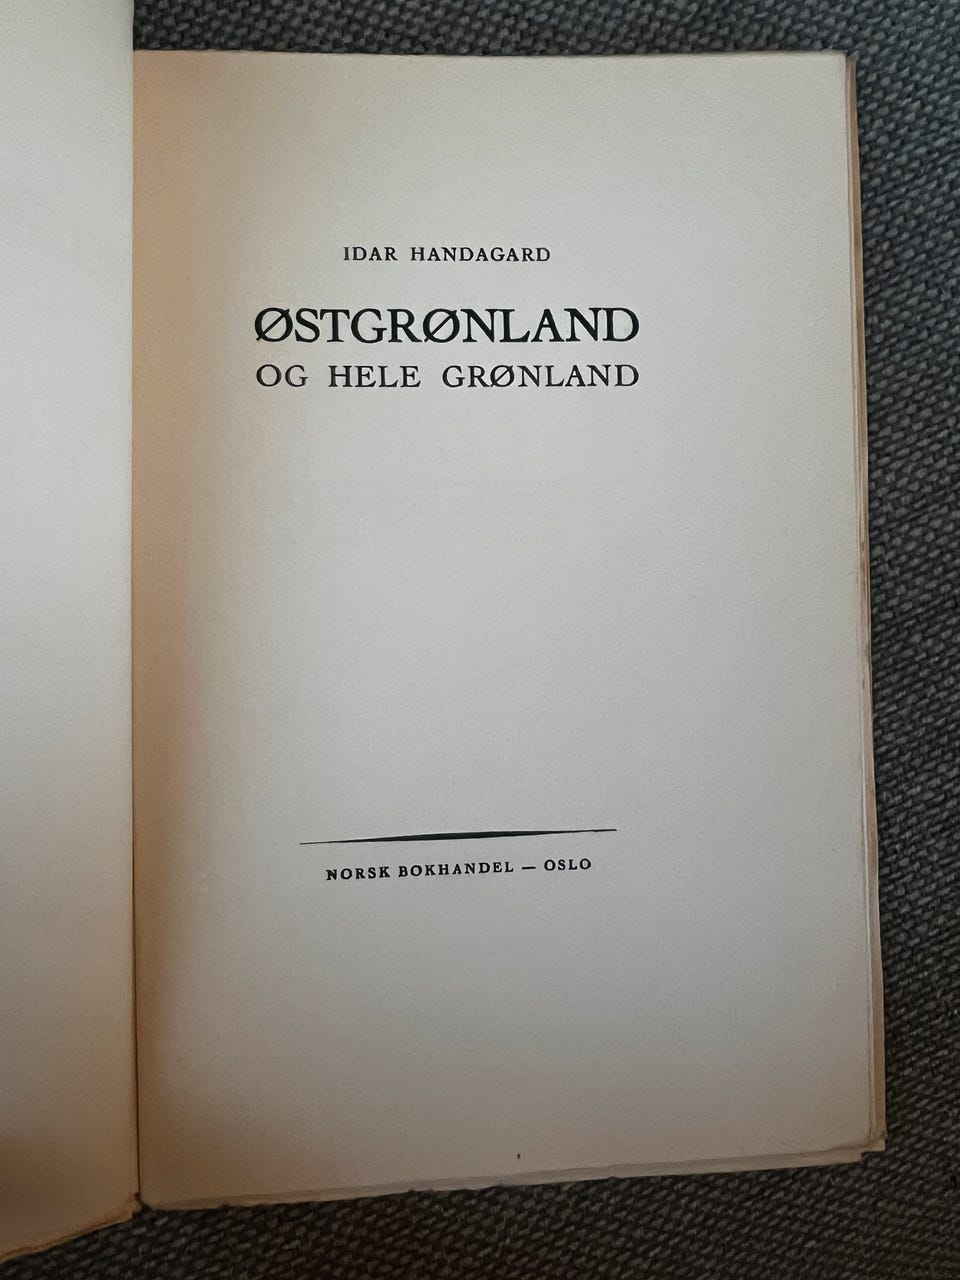 IDAR HANDAGARD
ØSTGRØNLAND
OG HELE GRØNLAND
NORSK BOKHANDEL — OSLO